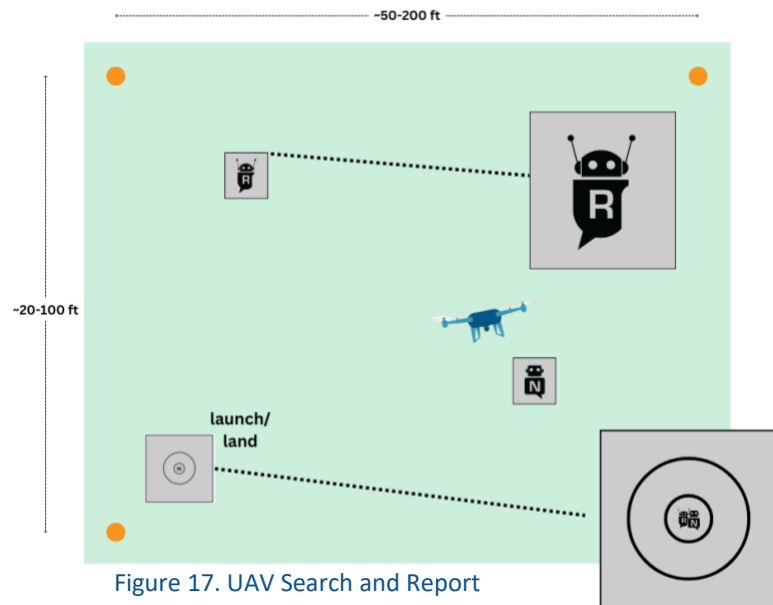 ~50-200 ft
R
R
~20-100 ft
N
launch/
land
R N
Figure 17. UAV Search and Report